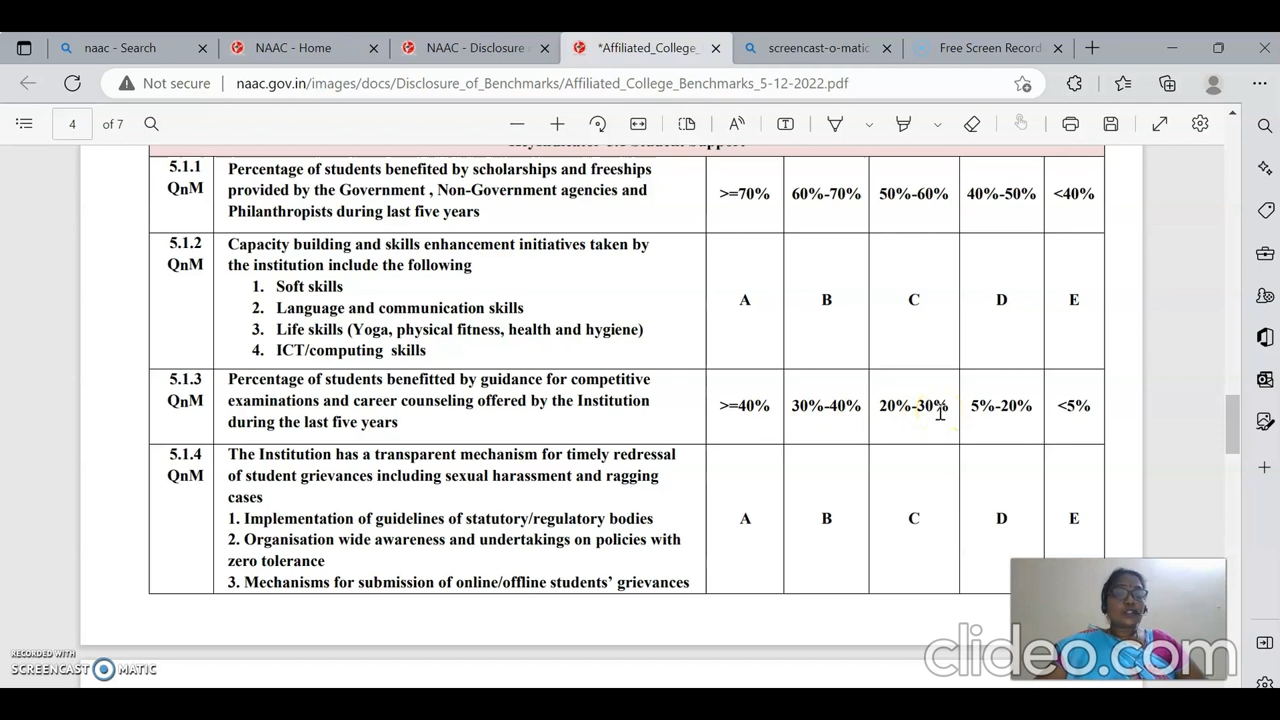 naac - Search
NAAC - Home
NAAC - Disclosure
*Affiliated_College_
screencast-o-matic
Free Screen Record
Not secure
naac.gov.in/images/docs/Disclosure_of_Benchmarks/Affiliated_College_Benchmarks_5-12-2022.pdf
4 of 7
5.1.1 QnM
Percentage of students benefited by scholarships and freeships
provided by the Government , Non-Government agencies and
Philanthropists during last five years
>=70% 60%-70% 50%-60% 40%-50% <40%
5.1.2 QnM
Capacity building and skills enhancement initiatives taken by
the institution include the following
1. Soft skills
2. Language and communication skills
3. Life skills (Yoga, physical fitness, health and hygiene)
4. ICT/computing skills
A B C D E
5.1.3 QnM
Percentage of students benefitted by guidance for competitive
examinations and career counseling offered by the Institution
during the last five years
>=40% 30%-40% 20%-30% 5%-20% <5%
5.1.4 QnM
The Institution has a transparent mechanism for timely redressal
of student grievances including sexual harassment and ragging
cases
1. Implementation of guidelines of statutory/regulatory bodies
2. Organisation wide awareness and undertakings on policies with
zero tolerance
3. Mechanisms for submission of online/offline students' grievances
A B C D E
RECORDED WITH
SCREENCAST MATIC
clideo.com